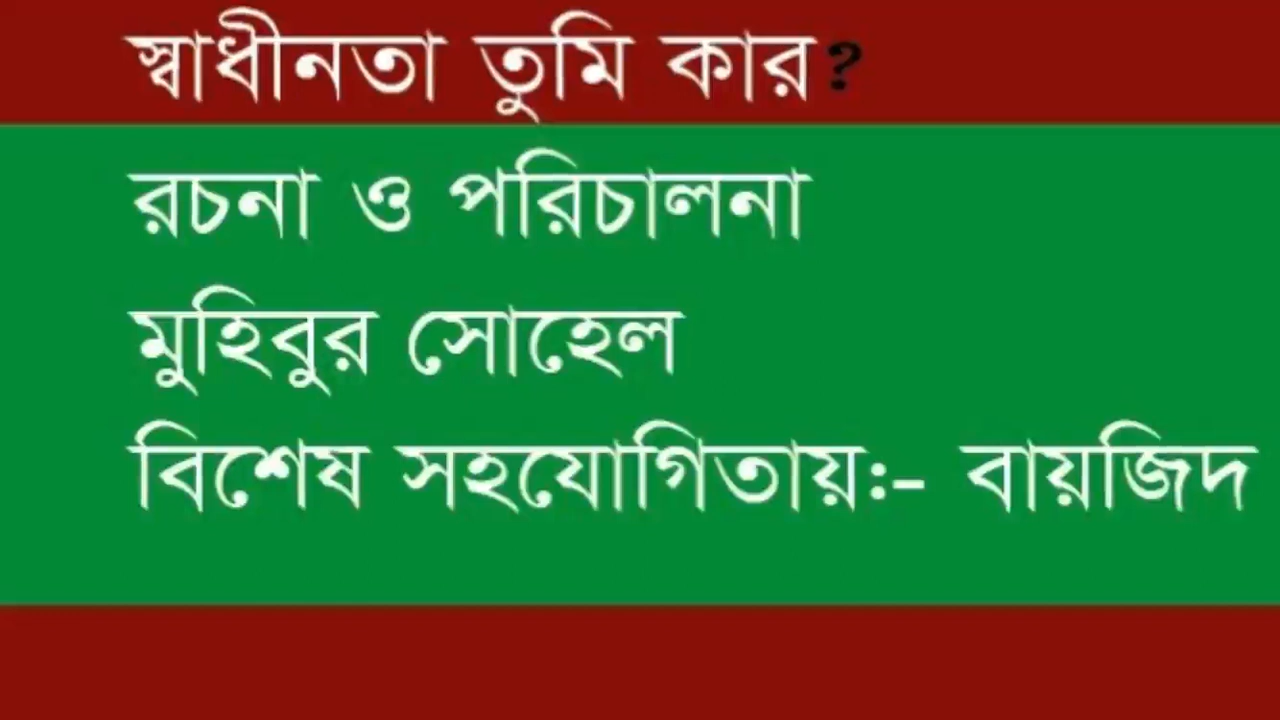 স্বাধীনতা তুমি কার?
রচনা ও পরিচালনা
মুহিবুর সোহেল
বিশেষ সহযোগিতায়ঃ- বায়জিদ